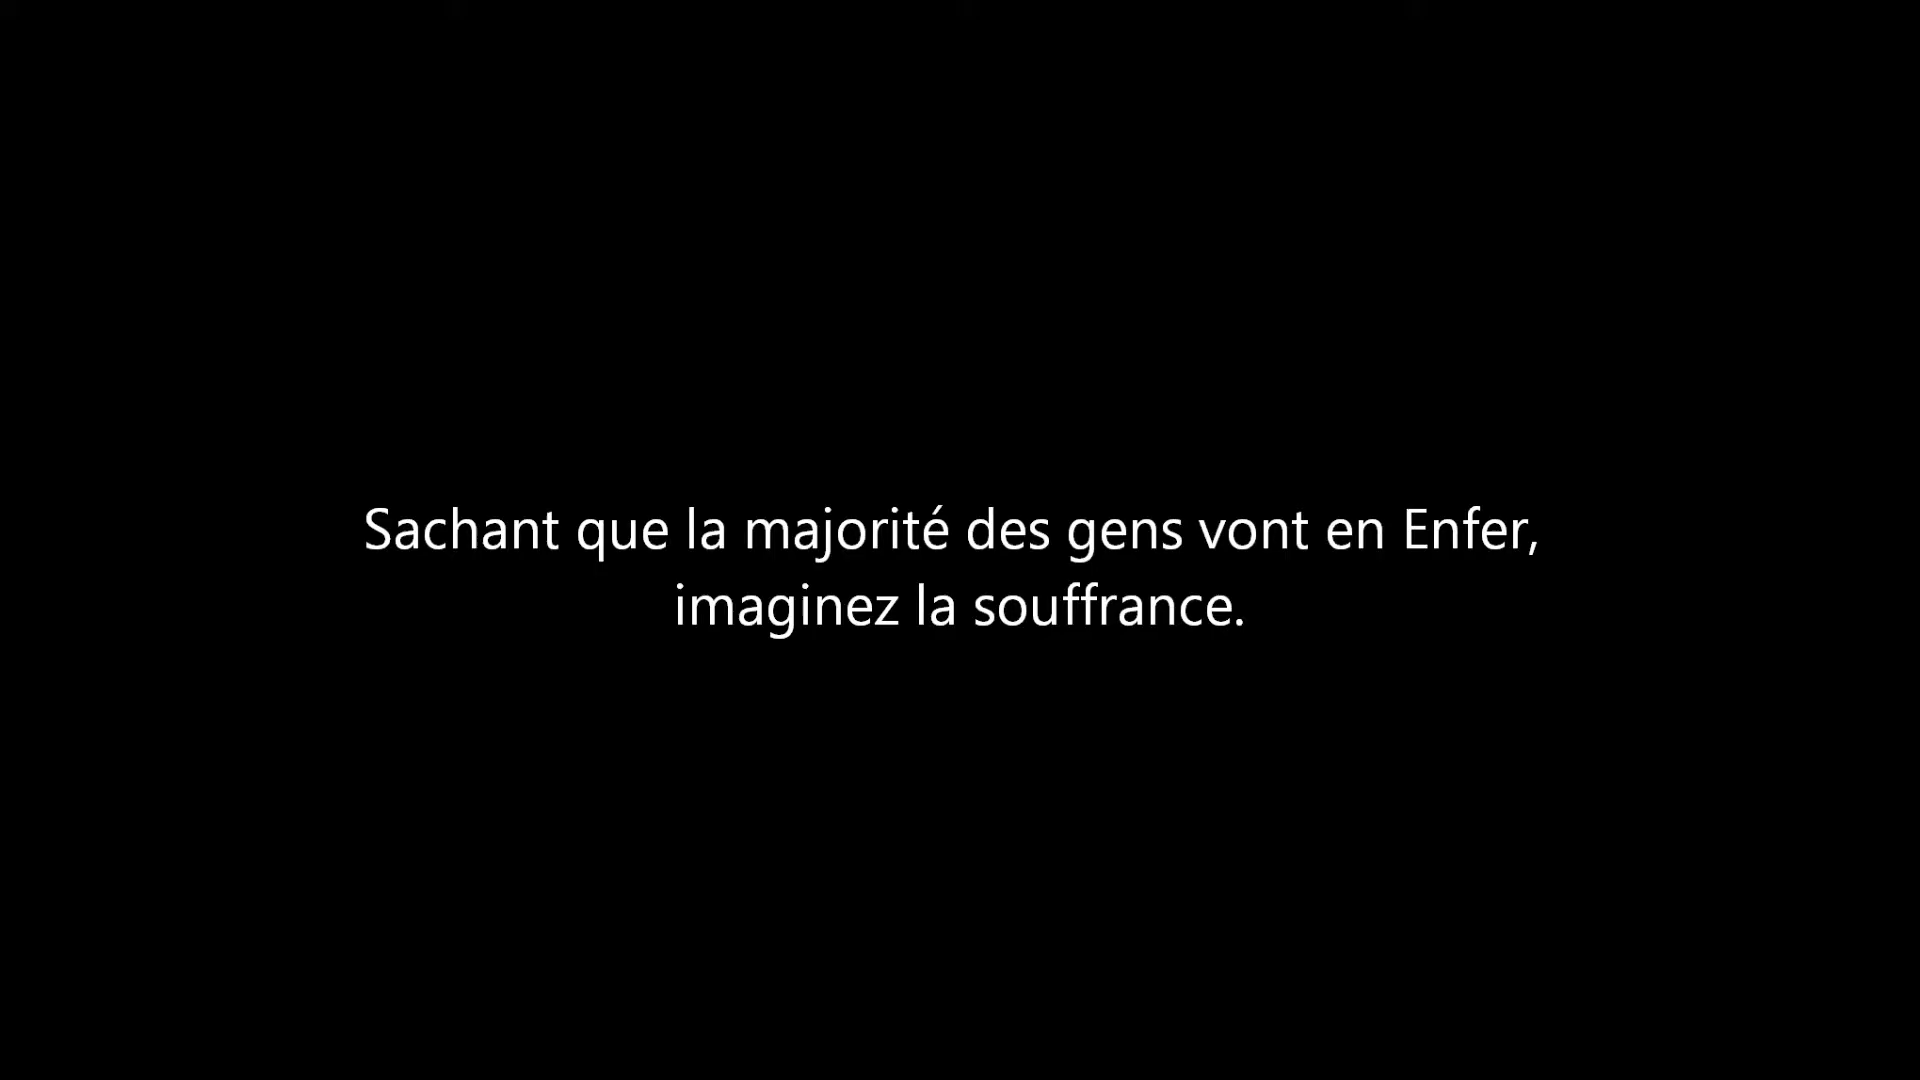 Sachant que la majorité des gens vont en Enfer,
imaginez la souffrance.